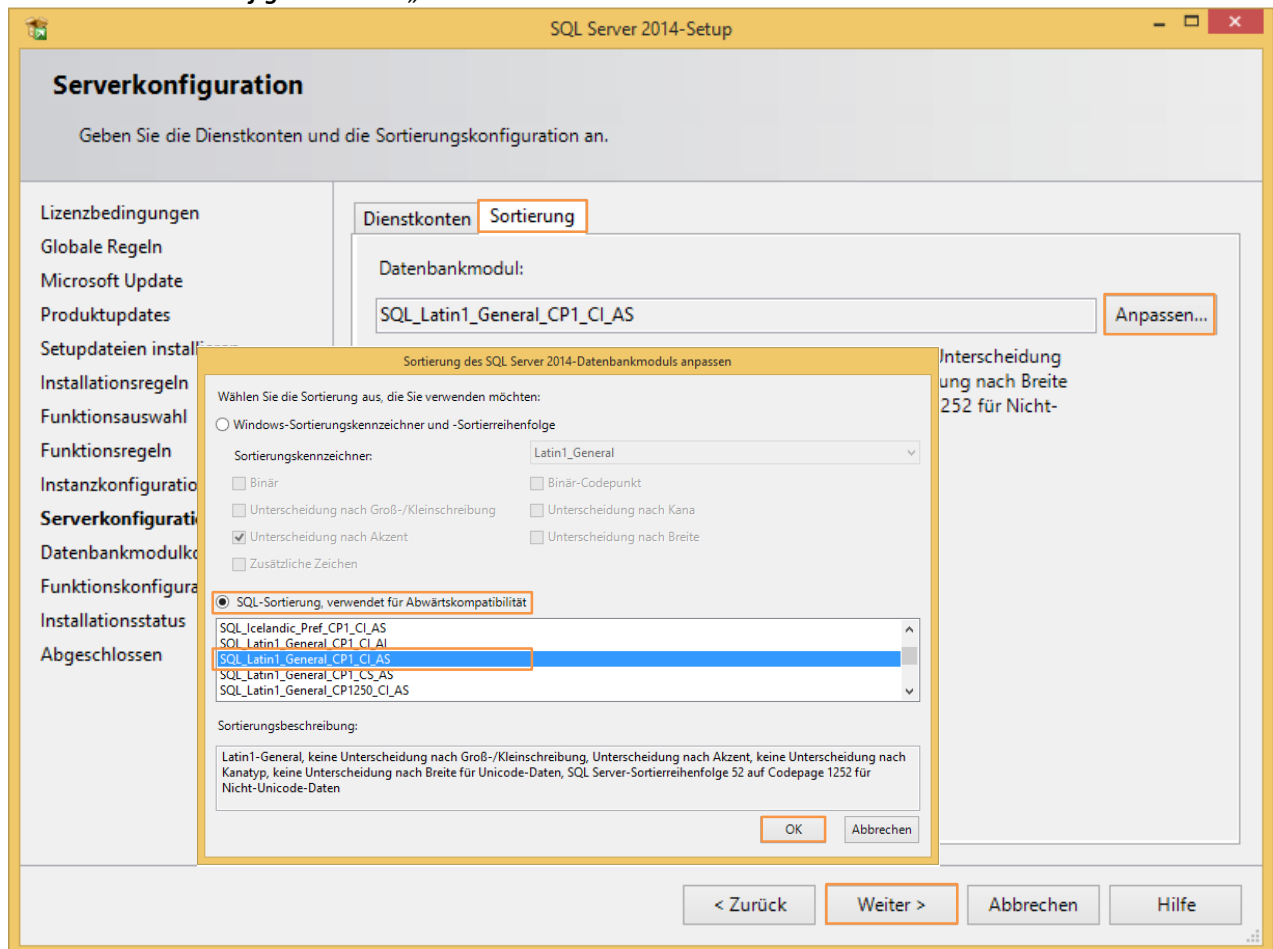 SQL Server 2014-Setup
Serverkonfiguration
Geben Sie die Dienstkonten und die Sortierungskonfiguration an.
Lizenzbedingungen
Globale Regeln
Microsoft Update
Produktupdates
Setupdateien install
Installationsregeln
Funktionsauswahl
Funktionsregeln
Instanzkonfiguratio
Serverkonfigurati
Datenbankmodulko
Funktionskonfigura
Installationsstatus
Abgeschlossen
Dienstkonten Sortierung
Datenbankmodul:
SQL_Latin1_General_CP1_CI_AS Anpassen...
Unterscheidung
ung nach Breite
252 für Nicht-
Sortierung des SQL Server 2014-Datenbankmoduls anpassen
Wählen Sie die Sortierung aus, die Sie verwenden möchten:
Windows-Sortierungskennzeichner und -Sortierreihenfolge
Sortierungskennzeichner: Latin1_General
Binär Binär-Codepunkt
Unterscheidung nach Groß-/Kleinschreibung Unterscheidung nach Kana
Unterscheidung nach Akzent Unterscheidung nach Breite
Zusätzliche Zeichen
SQL-Sortierung, verwendet für Abwärtskompatibilität
SQL_Icelandic_Pref_CP1_CI_AS
SQL_Latin1_General_CP1_CI_AI
SQL_Latin1_General_CP1_CI_AS
SQL_Latin1_General_CP1_CS_AS
SQL_Latin1_General_CP1250_CI_AS
Sortierungsbeschreibung:
Latin1-General, keine Unterscheidung nach Groß-/Kleinschreibung, Unterscheidung nach Akzent, keine Unterscheidung nach
Kanatyp, keine Unterscheidung nach Breite für Unicode-Daten, SQL Server-Sortierreihenfolge 52 auf Codepage 1252 für
Nicht-Unicode-Daten
OK Abbrechen
< Zurück Weiter > Abbrechen Hilfe